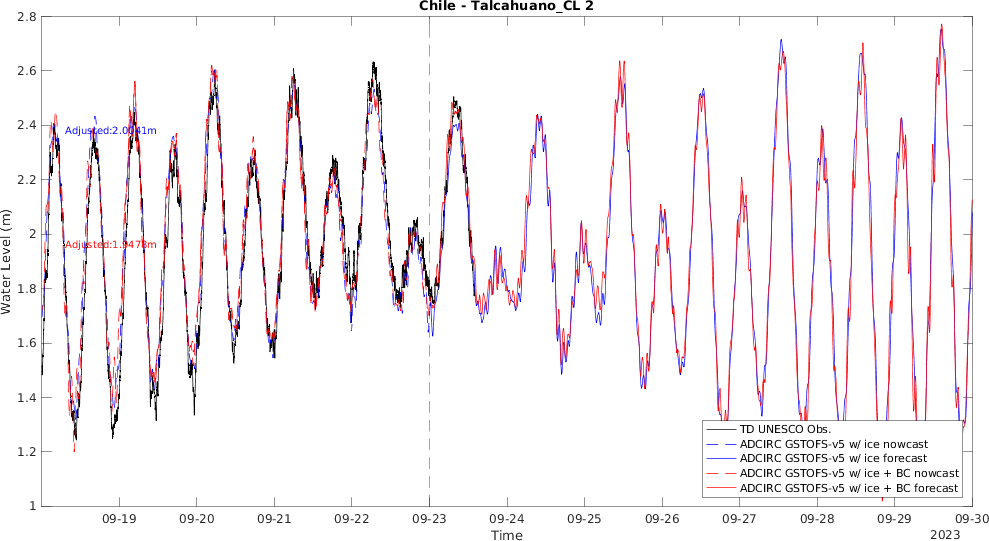 Chile - Talcahuano_CL 2
2.8
2.6
2.4
2.2
2
1.8
1.6
1.4
1.2
1
Water Level (m)
Adjusted:2.0041m
Adjusted:1.9478m
TD UNESCO Obs.
ADCIRC GSTOFS-v5 w/ ice nowcast
ADCIRC GSTOFS-v5 w/ ice forecast
ADCIRC GSTOFS-v5 w/ ice + BC nowcast
ADCIRC GSTOFS-v5 w/ ice + BC forecast
09-19 09-20 09-21 09-22 09-23 09-24 09-25 09-26 09-27 09-28 09-29 09-30
Time
2023